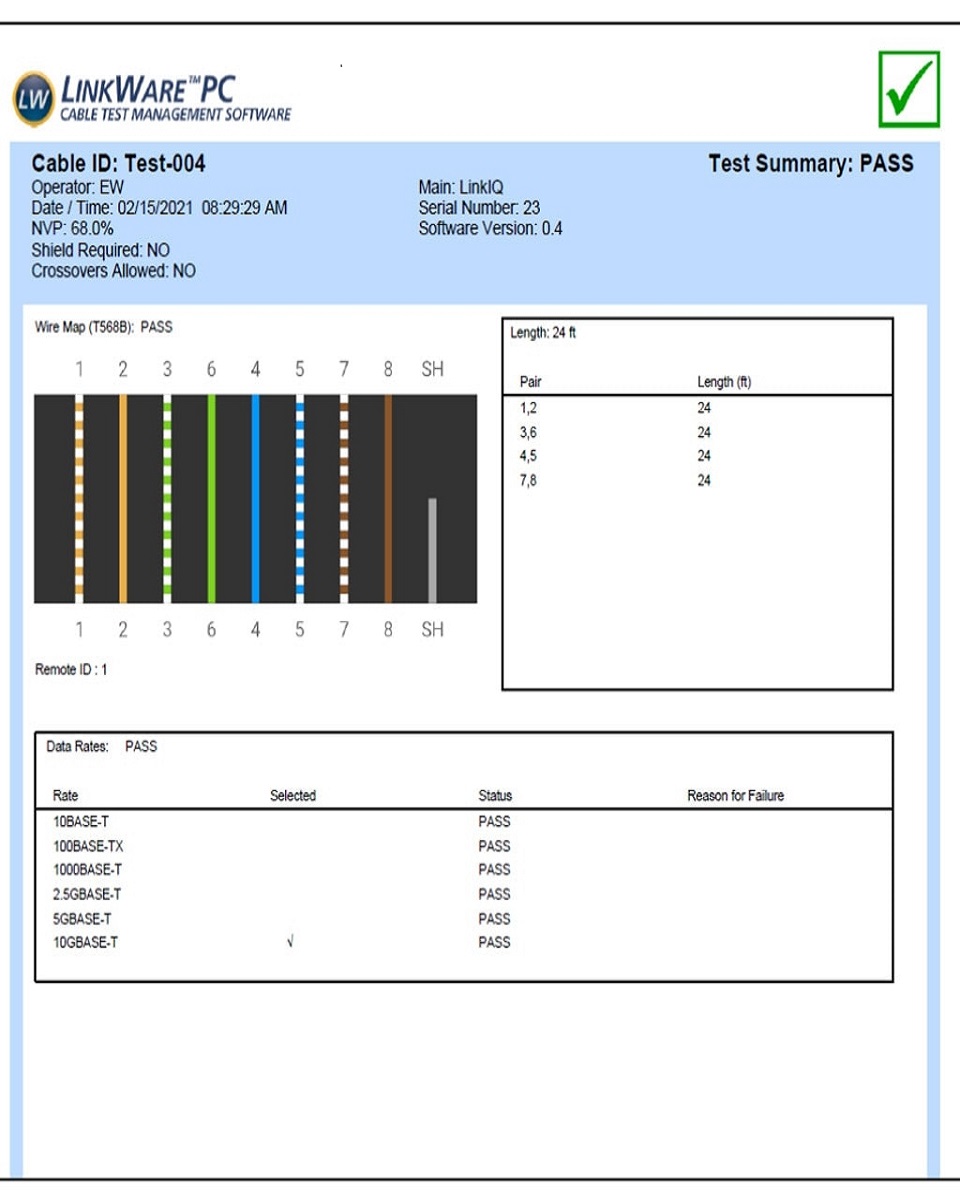 LW LINKWARE™PC
CABLE TEST MANAGEMENT SOFTWARE
Cable ID: Test-004
Test Summary: PASS
Operator: EW
Date / Time: 02/15/2021 08:29:29 AM
NVP: 68.0%
Shield Required: NO
Crossovers Allowed: NO
Main: LinkIQ
Serial Number: 23
Software Version: 0.4
Wire Map (T568B): PASS
1 2 3 6 4 5 7 8 SH
1 2 3 6 4 5 7 8 SH
Remote ID : 1
Length: 24 ft
Pair Length (ft)
1,2 24
3,6 24
4,5 24
7,8 24
Data Rates: PASS
Rate Selected Status Reason for Failure
10BASE-T PASS
100BASE-TX PASS
1000BASE-T PASS
2.5GBASE-T PASS
5GBASE-T PASS
10GBASE-T √ PASS